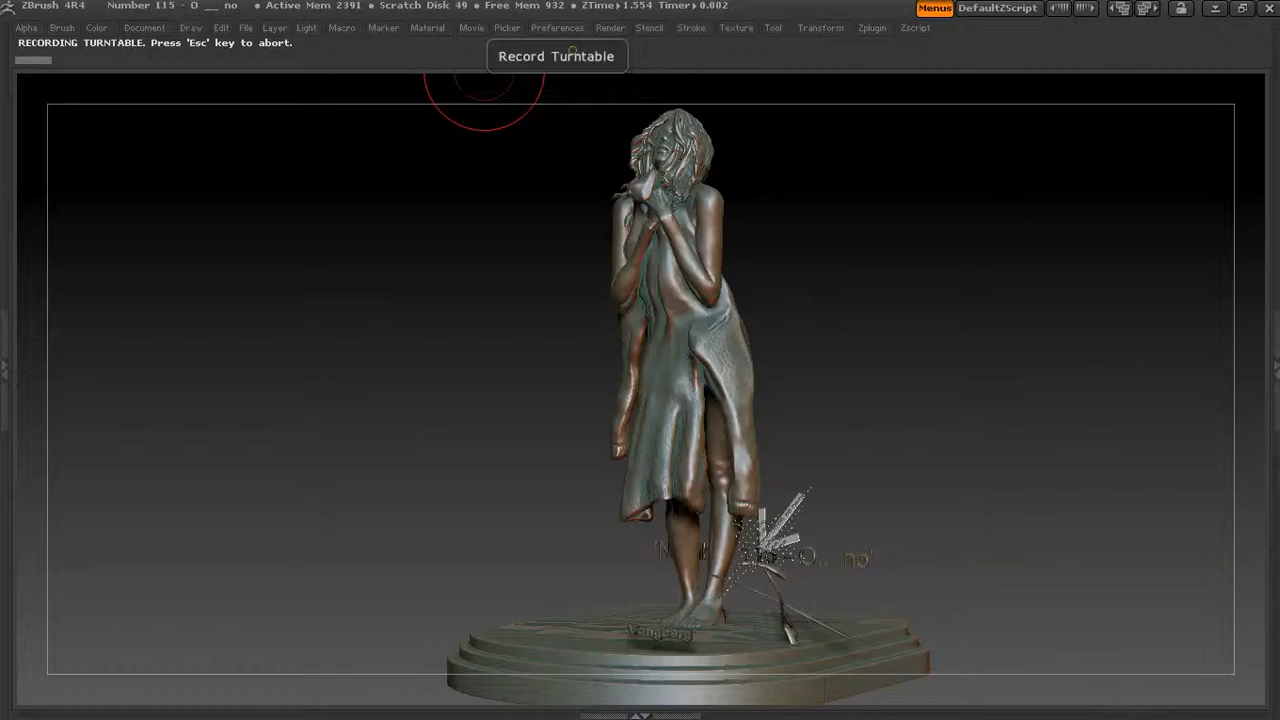 ZBrush 4R4 Number 115 - O __ no • Active Mem 2391 • Scratch Disk 49 • Free Mem 932 • ZTime▸1.554 Timer▸0.002 Menus DefaultZScript
Alpha Brush Color Document Draw Edit File Layer Light Macro Marker Material Movie Picker Preferences Render Stencil Stroke Texture Tool Transform Zplugin Zscript
RECORDING TURNTABLE. Press 'Esc' key to abort.
Record Turntable
O.. no'